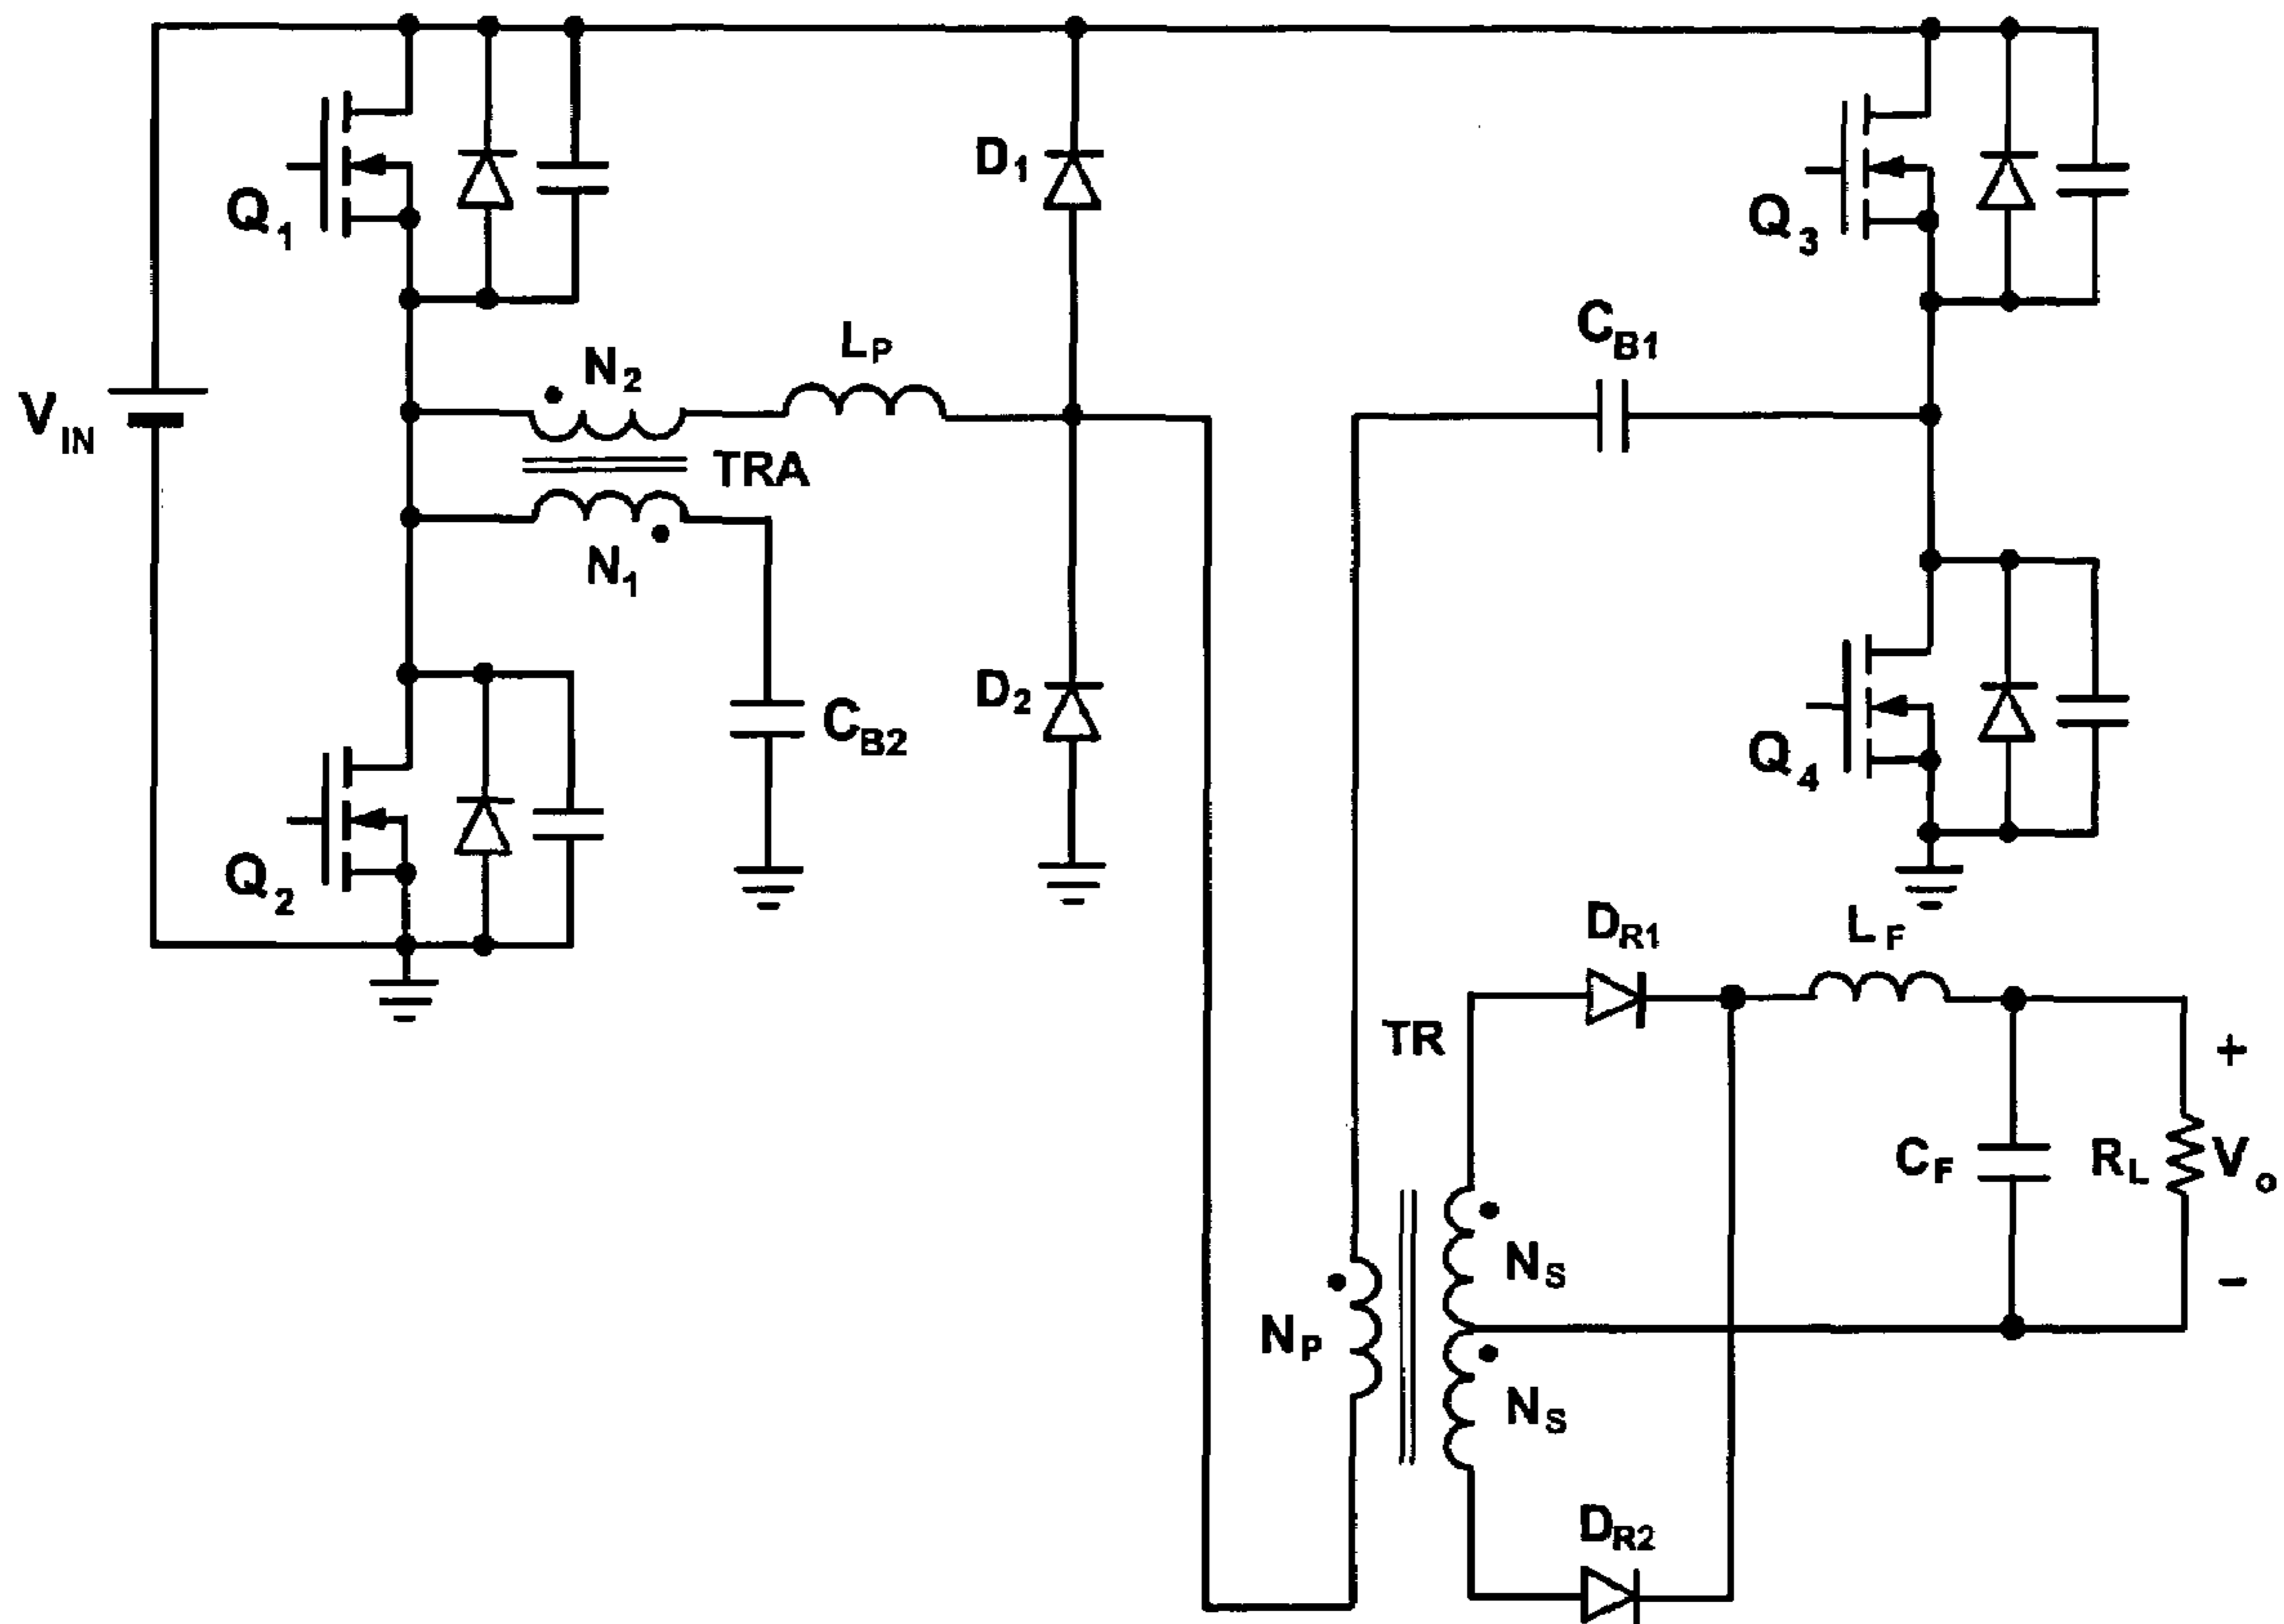 Q1
D1
Q3
CB1
LP
N2
VIN
TRA
N1
D2
CB2
Q4
Q2
DR1
LF
TR
+
CF
RL
Vo
NS
NP
−
NS
DR2